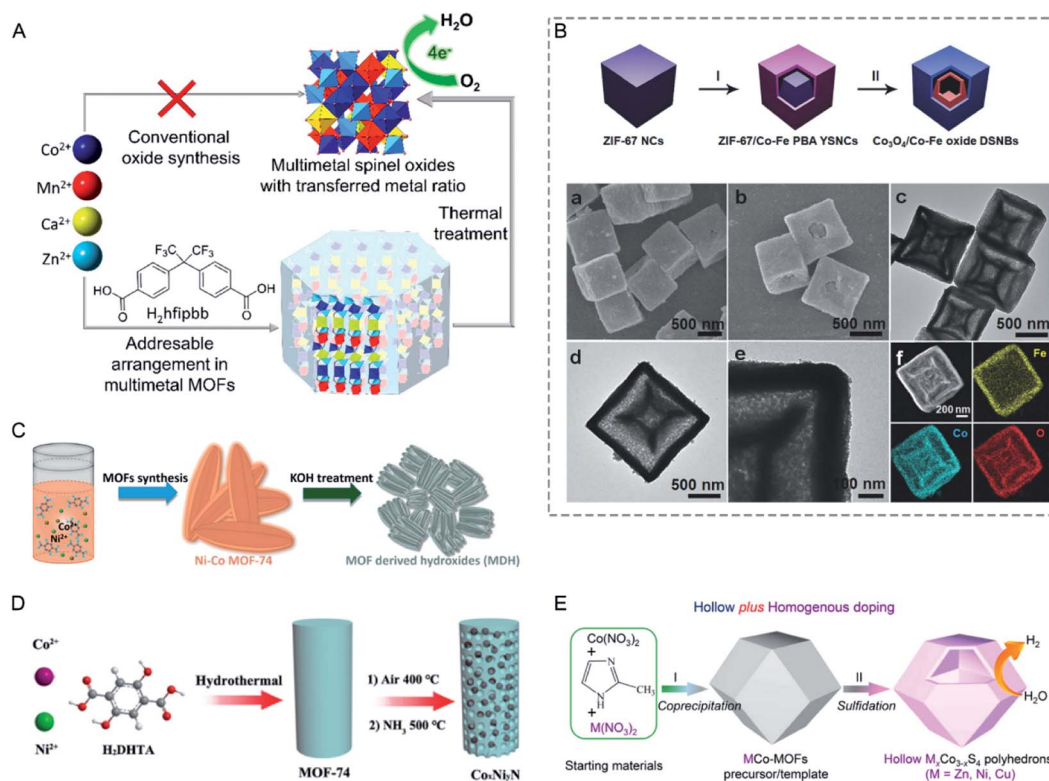 A
H₂O
4e⁻
O₂
Conventional
oxide synthesis
Multimetal spinel oxides
with transferred metal ratio
Co²⁺
Mn²⁺
Ca²⁺
Zn²⁺
F₃C CF₃
HO OH
O O
H₂hfipbb
Thermal
treatment
Addresable
arrangement in
multimetal MOFs
B
I II
ZIF-67 NCs ZIF-67/Co-Fe PBA YSNCs Co₃O₄/Co-Fe oxide DSNBs
a b c
500 nm 500 nm 500 nm
d e f Fe
200 nm
Co O
500 nm 100 nm
C
MOFs synthesis KOH treatment
Co²⁺
Ni²⁺
Ni-Co MOF-74 MOF derived hydroxides (MDH)
D
Co²⁺
Ni²⁺
H₂DHTA
Hydrothermal
MOF-74
1) Air 400 °C
2) NH₃ 500 °C
CoₓNiᵧN
E
Hollow plus Homogenous doping
Co(NO₃)₂
+
N
CH₃
N
H
+
M(NO₃)₂
Starting materials
I
Coprecipitation
MCo-MOFs
precursor/template
II
Sulfidation
H₂
H₂O
Hollow MₓCo₃₋ₓS₄ polyhedrons
(M = Zn, Ni, Cu)